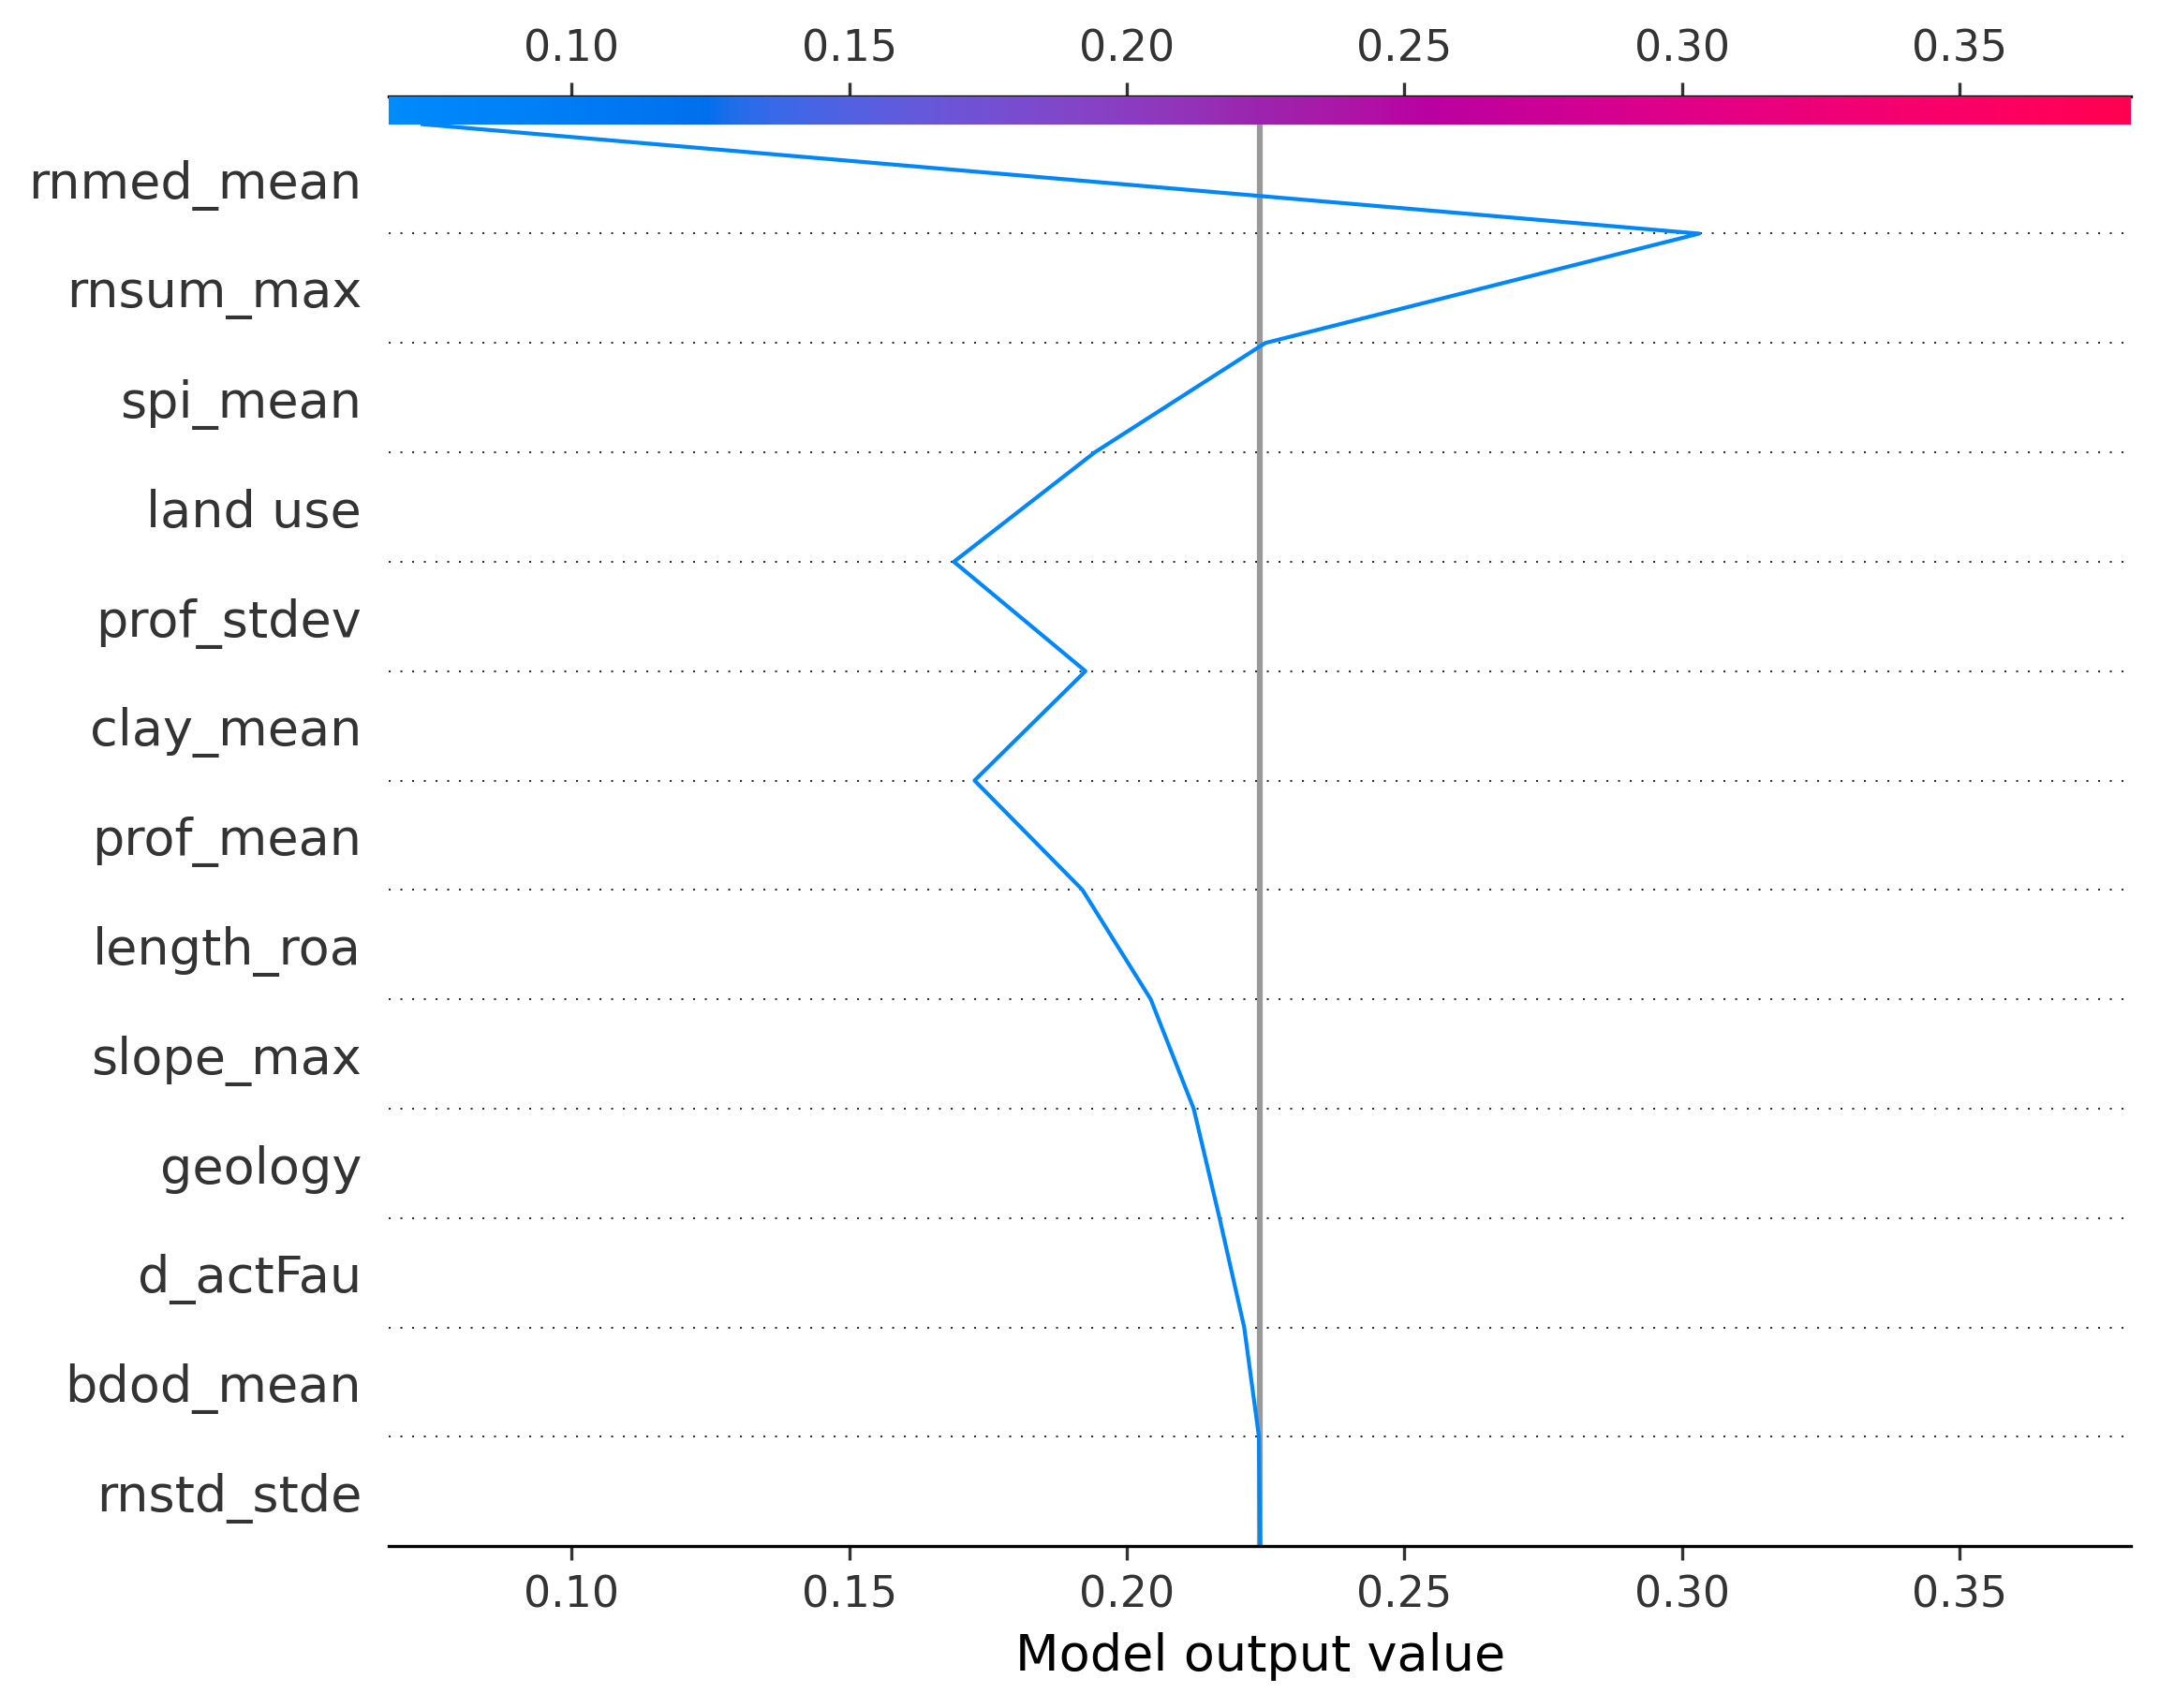 0.10 0.15 0.20 0.25 0.30 0.35
rnmed_mean
rnsum_max
spi_mean
land use
prof_stdev
clay_mean
prof_mean
length_roa
slope_max
geology
d_actFau
bdod_mean
rnstd_stde
0.10 0.15 0.20 0.25 0.30 0.35
Model output value